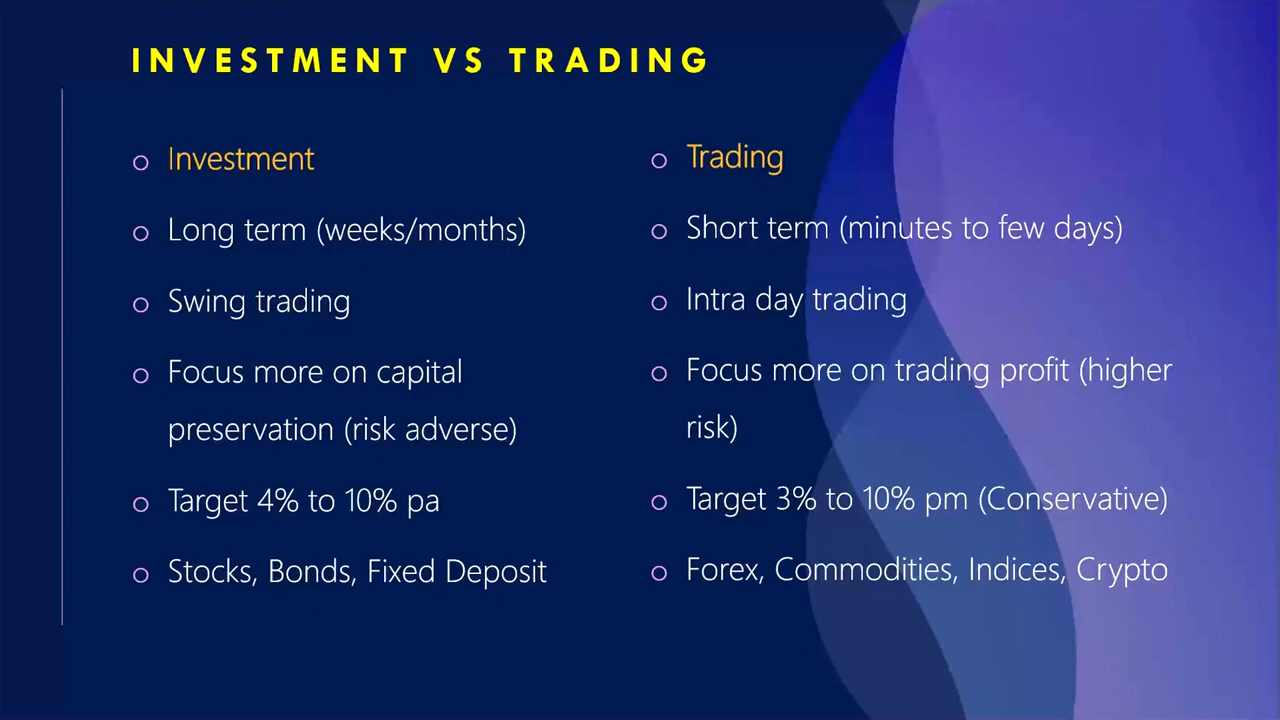 INVESTMENT VS TRADING
Investment
Long term (weeks/months)
Swing trading
Focus more on capital
preservation (risk adverse)
Target 4% to 10% pa
Stocks, Bonds, Fixed Deposit
Trading
Short term (minutes to few days)
Intra day trading
Focus more on trading profit (higher
risk)
Target 3% to 10% pm (Conservative)
Forex, Commodities, Indices, Crypto